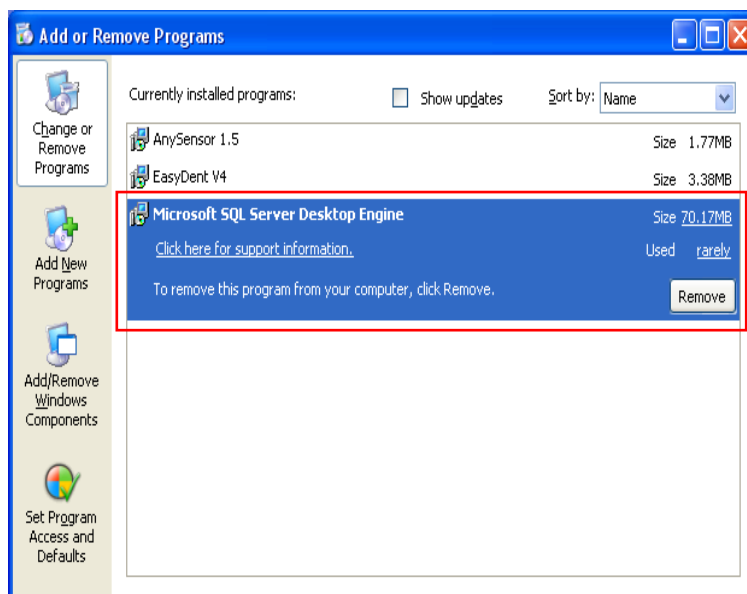 Add or Remove Programs
Change or
Remove
Programs
Add New
Programs
Add/Remove
Windows
Components
Set Program
Access and
Defaults
Currently installed programs:
Show updates
Sort by: Name
AnySensor 1.5 Size 1.77MB
EasyDent V4 Size 3.38MB
Microsoft SQL Server Desktop Engine Size 70.17MB
Click here for support information. Used rarely
To remove this program from your computer, click Remove. Remove